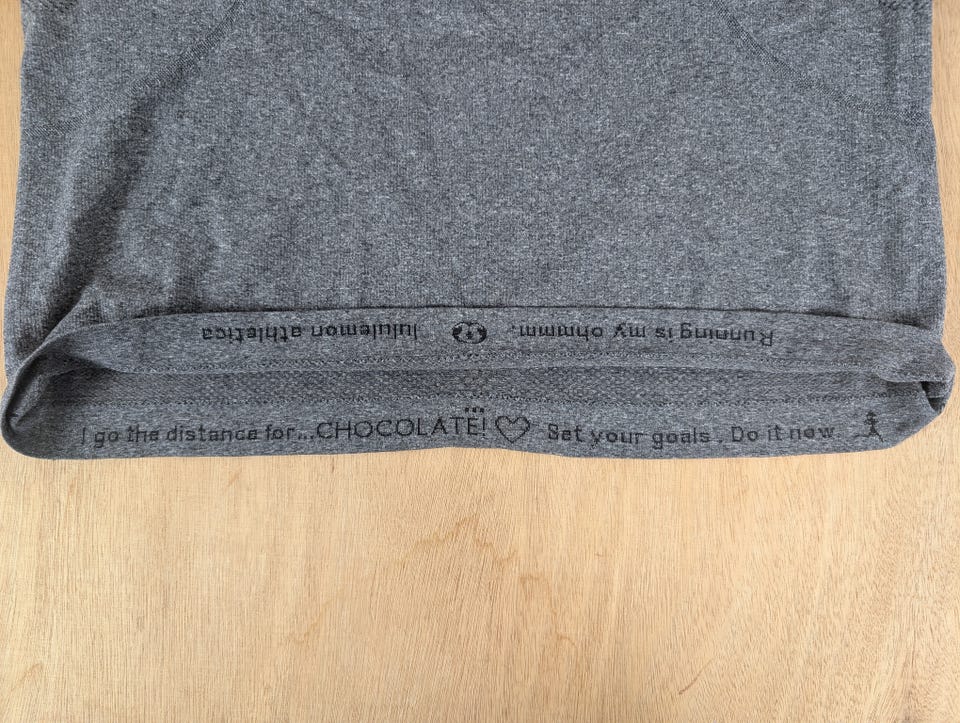 Running is my ohmmm. lululemon athletica
I go the distance for...CHOCOLATE! Set your goals . Do it now